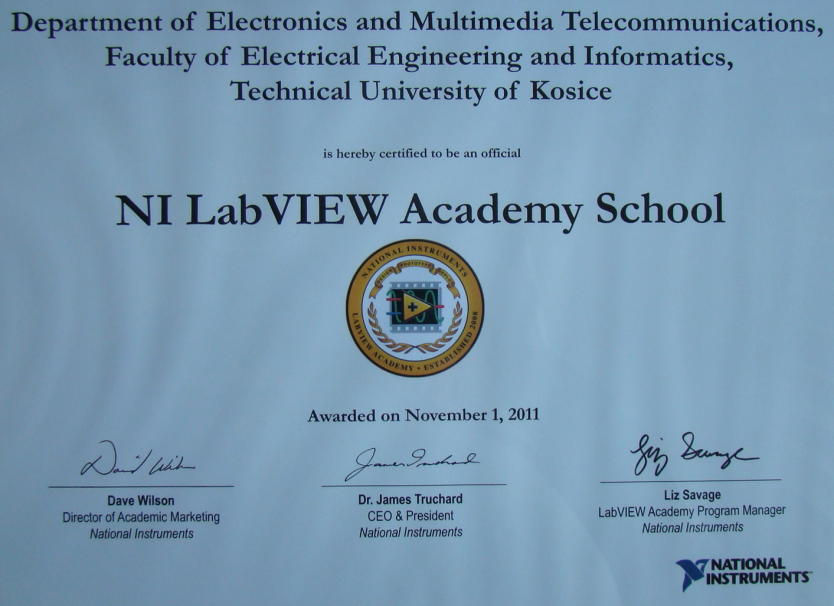 Department of Electronics and Multimedia Telecommunications,
Faculty of Electrical Engineering and Informatics,
Technical University of Kosice
is hereby certified to be an official
NI LabVIEW Academy School
NATIONAL INSTRUMENTS
LABVIEW ACADEMY • ESTABLISHED 2008
Awarded on November 1, 2011
Dave Wilson
Director of Academic Marketing
National Instruments
Dr. James Truchard
CEO & President
National Instruments
Liz Savage
LabVIEW Academy Program Manager
National Instruments
NATIONAL
INSTRUMENTS